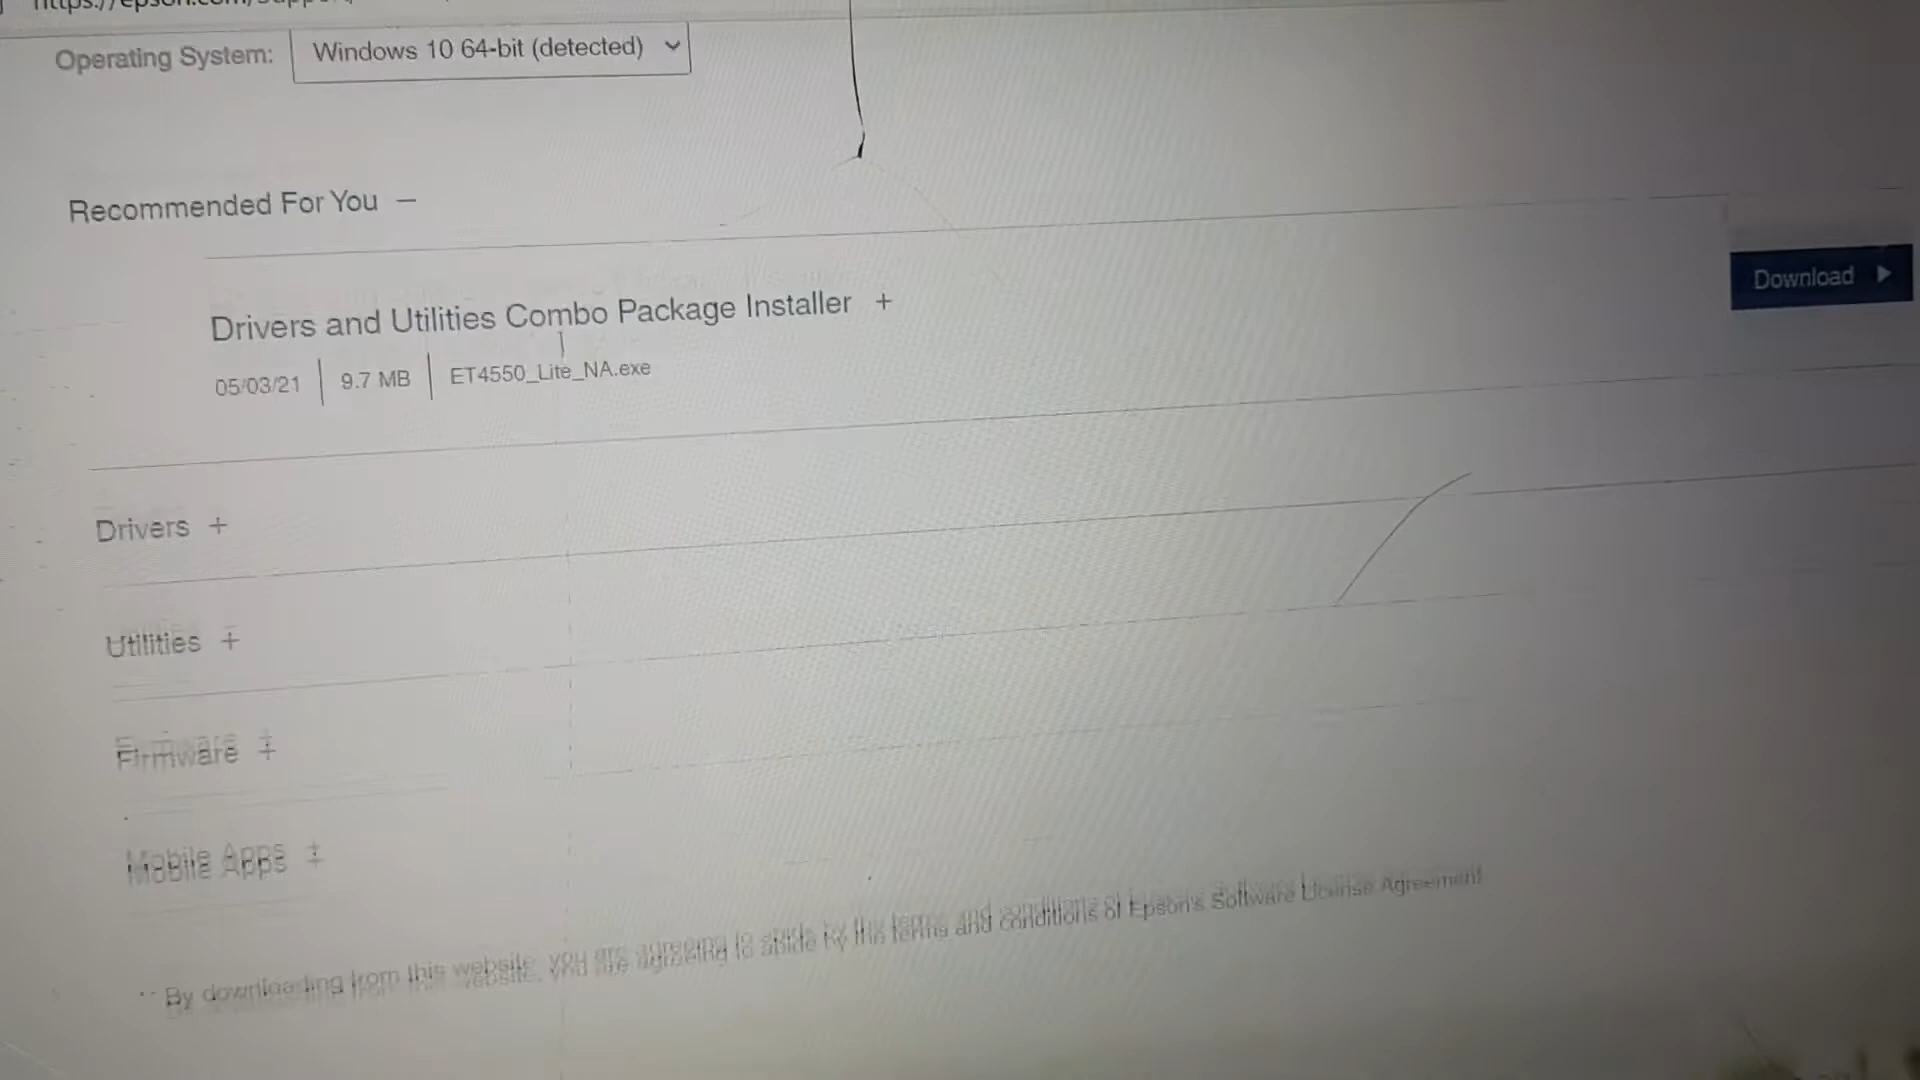 Operating System: Windows 10 64-bit (detected)
Recommended For You –
Drivers and Utilities Combo Package Installer +
Download
05/03/21 | 9.7 MB | ET4550_Lite_NA.exe
Drivers +
Utilities +
Firmware +
Mobile Apps +
By downloading from this website, you are agreeing to abide by the terms and conditions of Epson's Software License Agreement